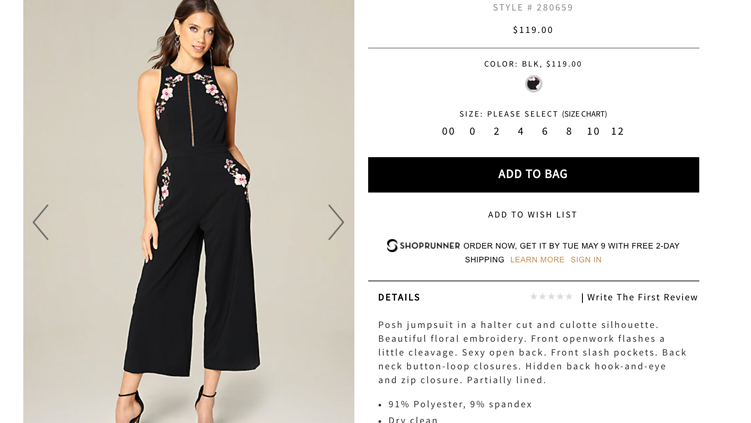 STYLE # 280659
$119.00
COLOR: BLK, $119.00
SIZE: PLEASE SELECT (SIZE CHART)
00 0 2 4 6 8 10 12
ADD TO BAG
ADD TO WISH LIST
SHOPRUNNER ORDER NOW, GET IT BY TUE MAY 9 WITH FREE 2-DAY
SHIPPING LEARN MORE SIGN IN
DETAILS
| Write The First Review
Posh jumpsuit in a halter cut and culotte silhouette.
Beautiful floral embroidery. Front openwork flashes a
little cleavage. Sexy open back. Front slash pockets. Back
neck button-loop closures. Hidden back hook-and-eye
and zip closure. Partially lined.
• 91% Polyester, 9% spandex
• Dry clean